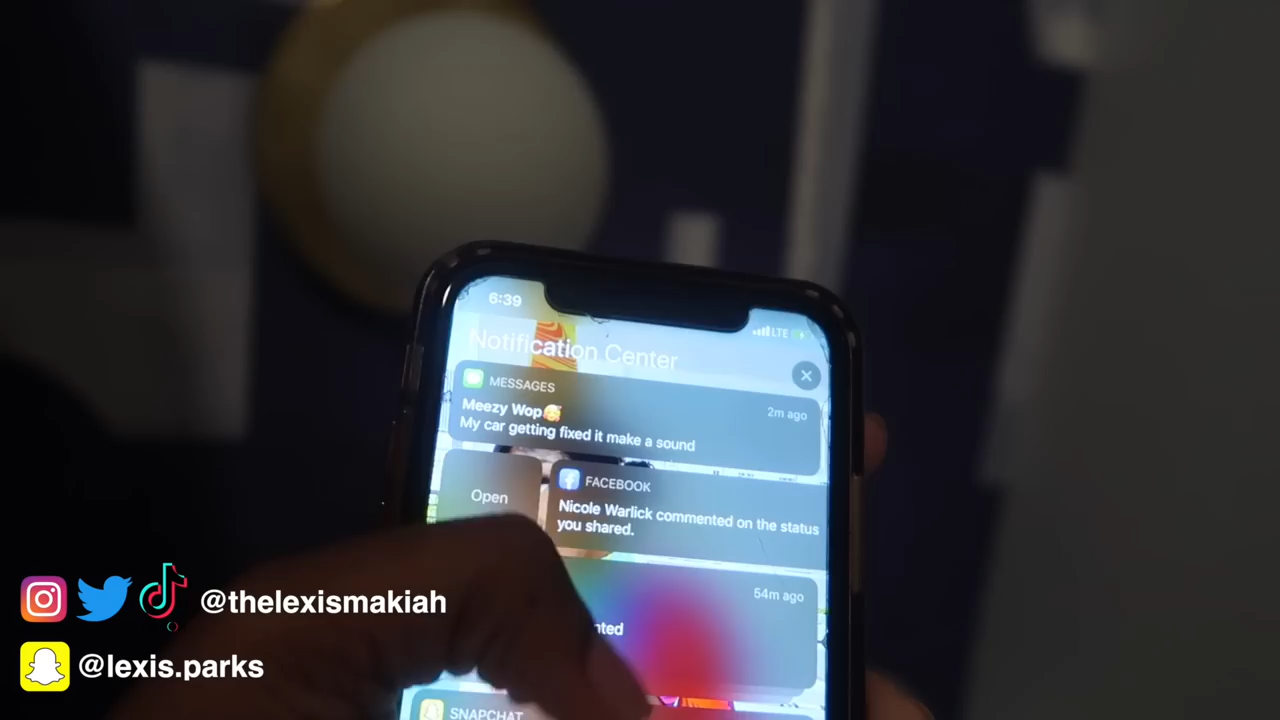 6:39
LTE
Notification Center
MESSAGES
2m ago
Meezy Wop🥰
My car getting fixed it make a sound
Open
FACEBOOK
Nicole Warlick commented on the status
you shared.
54m ago
@thelexismakiah
@lexis.parks
SNAPCHAT